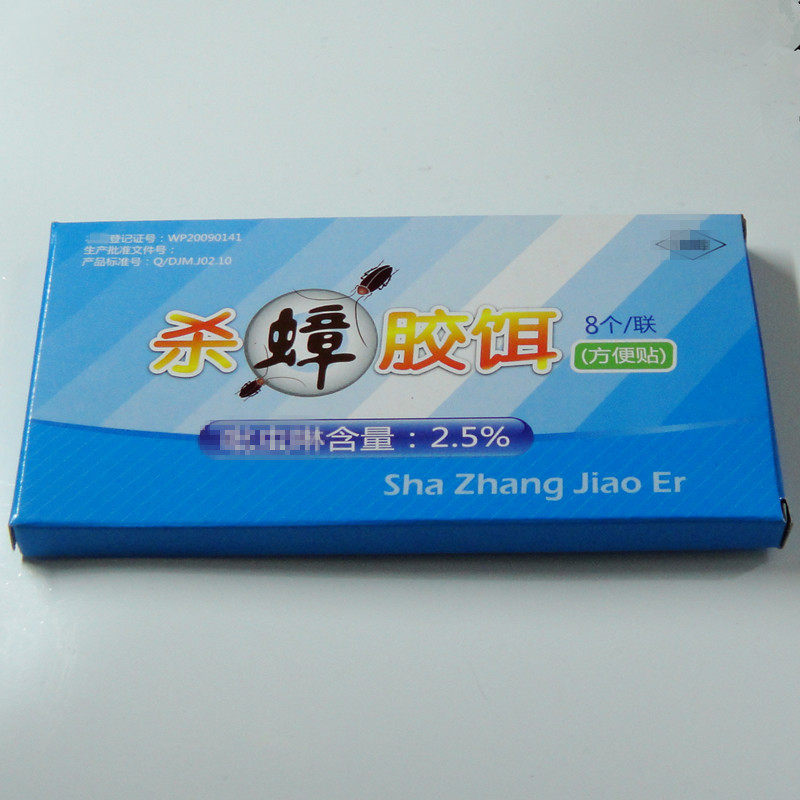 登记证号：WP20090141
生产批准文件号：
产品标准号：Q/DJM.J02.10
杀蟑胶饵
8个/联
(方便贴)
含量：2.5%
Sha Zhang Jiao Er